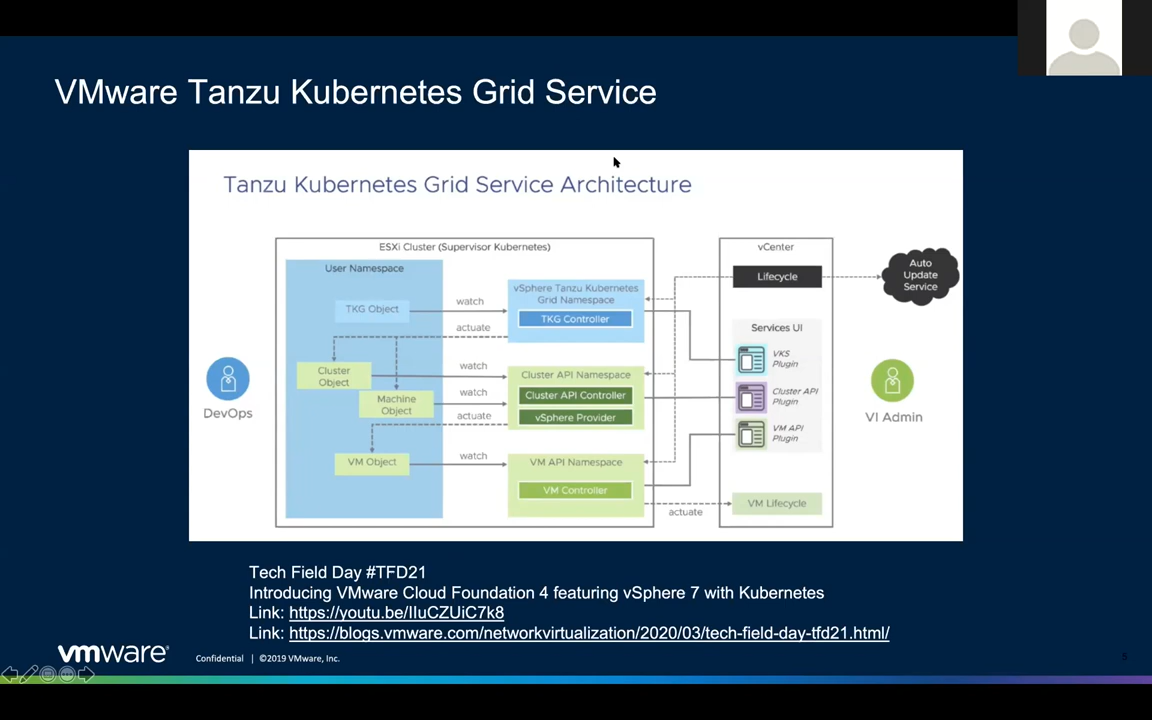 VMware Tanzu Kubernetes Grid Service
Tanzu Kubernetes Grid Service Architecture
ESXi Cluster (Supervisor Kubernetes)
User Namespace
TKG Object
watch
actuate
vSphere Tanzu Kubernetes
Grid Namespace
TKG Controller
Cluster
Object
watch
Machine
Object
watch
actuate
Cluster API Namespace
Cluster API Controller
vSphere Provider
VM Object
watch
VM API Namespace
VM Controller
actuate
vCenter
Lifecycle
Services UI
VKS
Plugin
Cluster API
Plugin
VM API
Plugin
VM Lifecycle
Auto
Update
Service
DevOps
VI Admin
Tech Field Day #TFD21
Introducing VMware Cloud Foundation 4 featuring vSphere 7 with Kubernetes
Link: https://youtu.be/IIuCZUiC7k8
Link: https://blogs.vmware.com/networkvirtualization/2020/03/tech-field-day-tfd21.html/
vmware®
Confidential | ©2019 VMware, Inc.
5